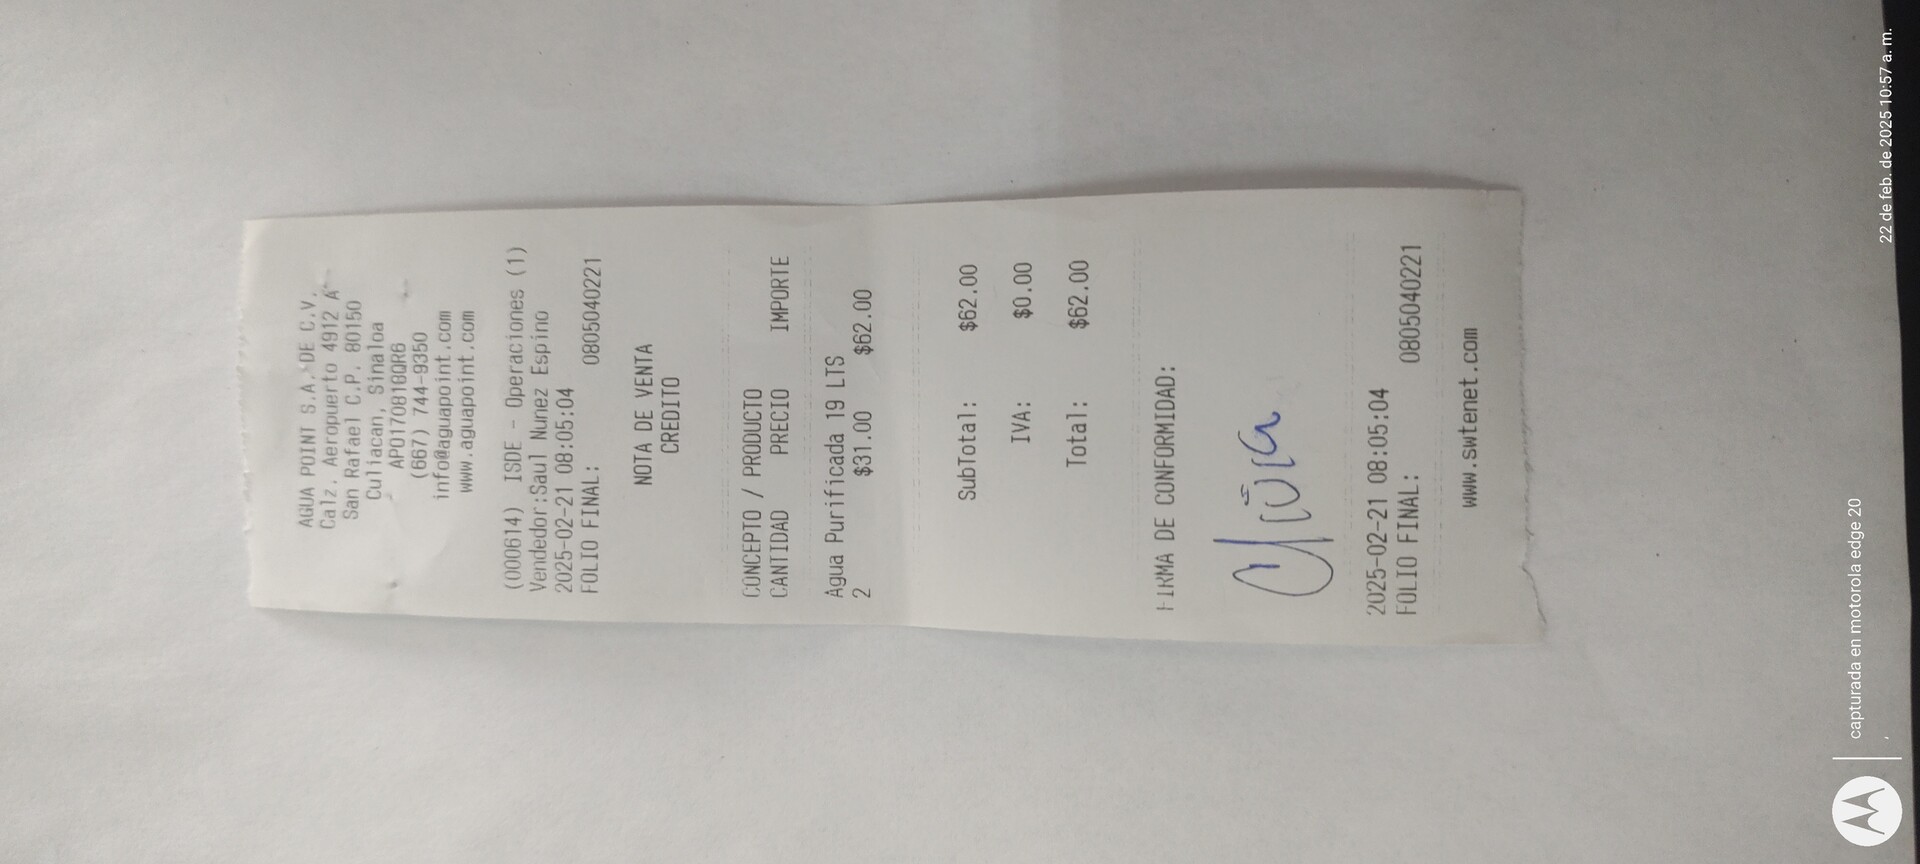 AGUA POINT S.A. DE C.V.
Calz. Aeropuerto 4912 A
San Rafael C.P. 80150
Culiacan, Sinaloa
APO170818QR6
(667) 744-9350
info@aguapoint.com
www.aguapoint.com
(000614) ISDE - Operaciones (1)
Vendedor:Saul Nunez Espino
2025-02-21 08:05:04
FOLIO FINAL: 0805040221
NOTA DE VENTA
CREDITO
CONCEPTO / PRODUCTO
CANTIDAD PRECIO IMPORTE
Agua Purificada 19 LTS
2 $31.00 $62.00
SubTotal: $62.00
IVA: $0.00
Total: $62.00
FIRMA DE CONFORMIDAD:
2025-02-21 08:05:04
FOLIO FINAL: 0805040221
www.swtenet.com
capturada en motorola edge 20
22 de feb. de 2025 10:57 a. m.